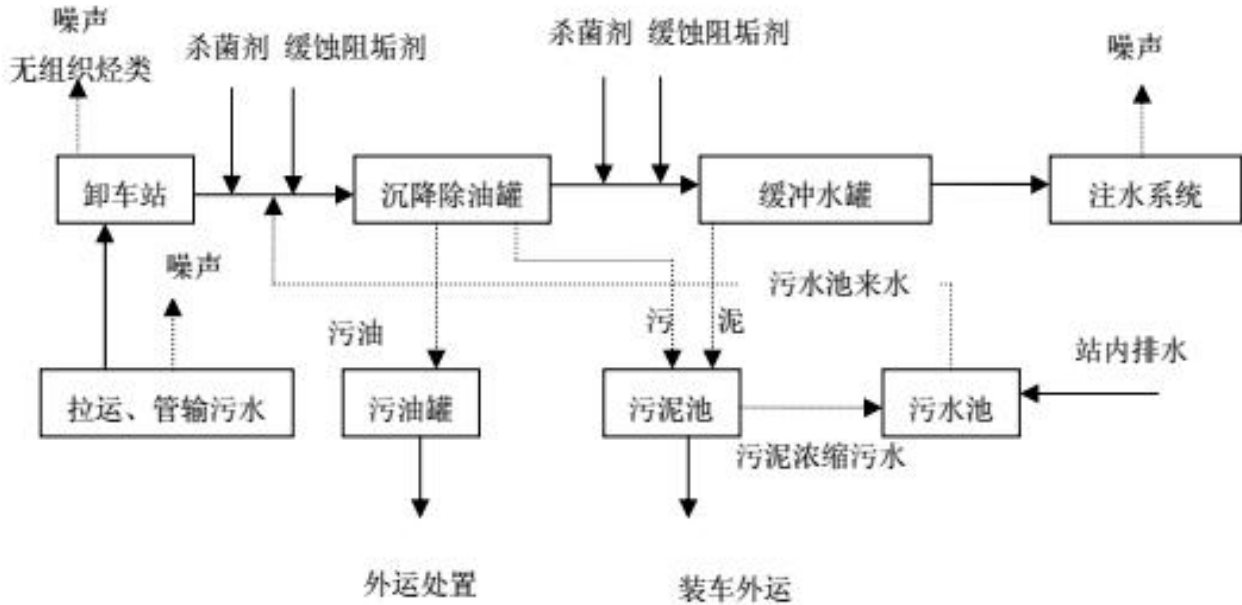 噪声
无组织烃类
杀菌剂 缓蚀阻垢剂
杀菌剂 缓蚀阻垢剂
噪声
卸车站
沉降除油罐
缓冲水罐
注水系统
噪声
污水池来水
污油
污 泥
站内排水
拉运、管输污水
污油罐
污泥池
污水池
污泥浓缩污水
外运处置
装车外运